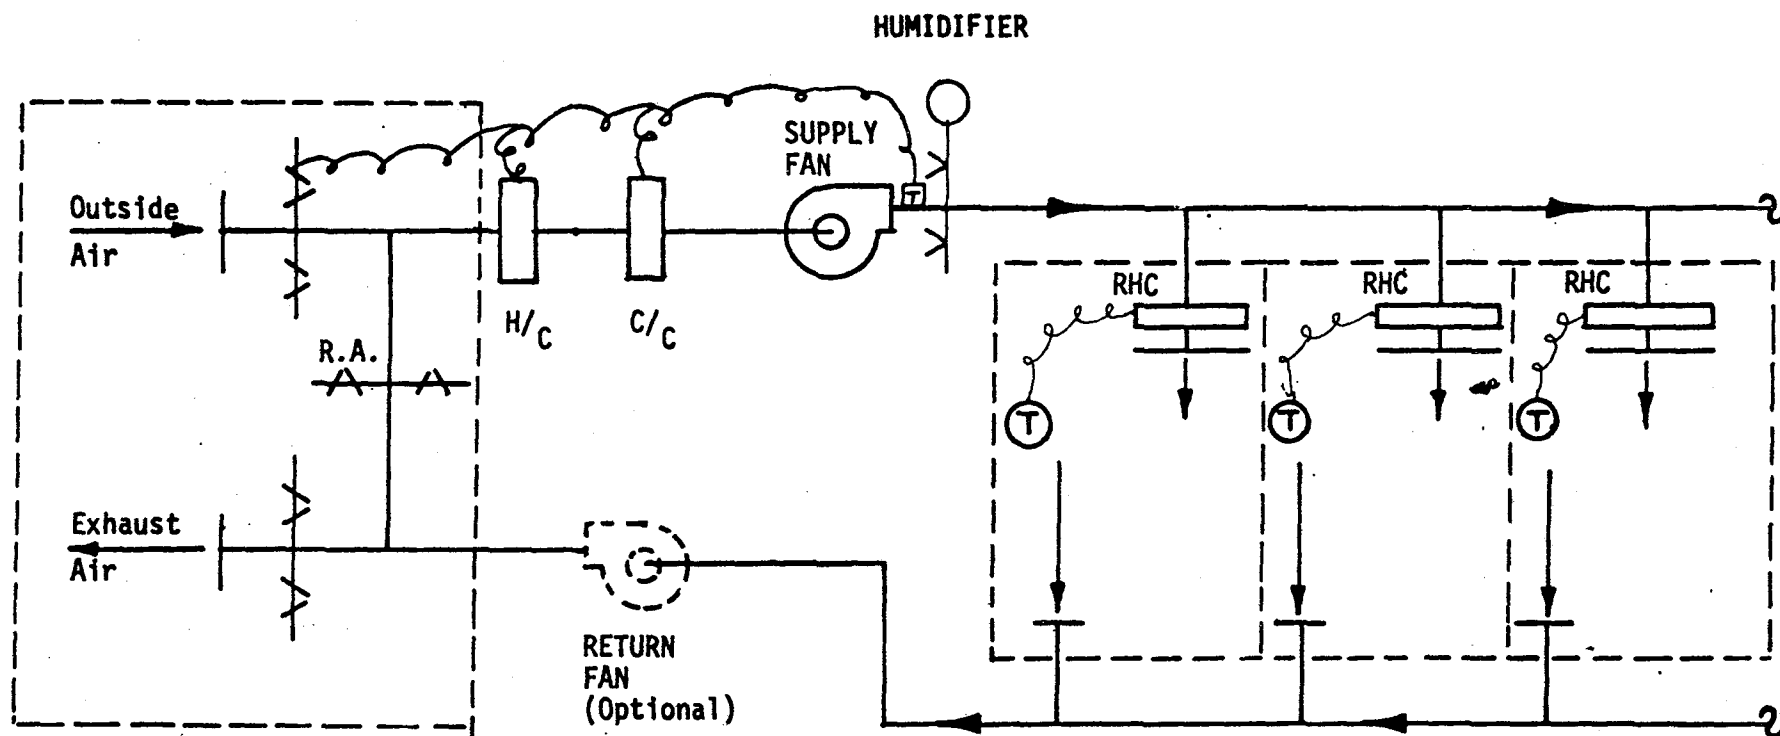 HUMIDIFIER
SUPPLY
FAN
T
Outside
Air
H/C
C/C
RHC
RHC
RHC
R.A.
T
T
T
Exhaust
Air
RETURN
FAN
(Optional)